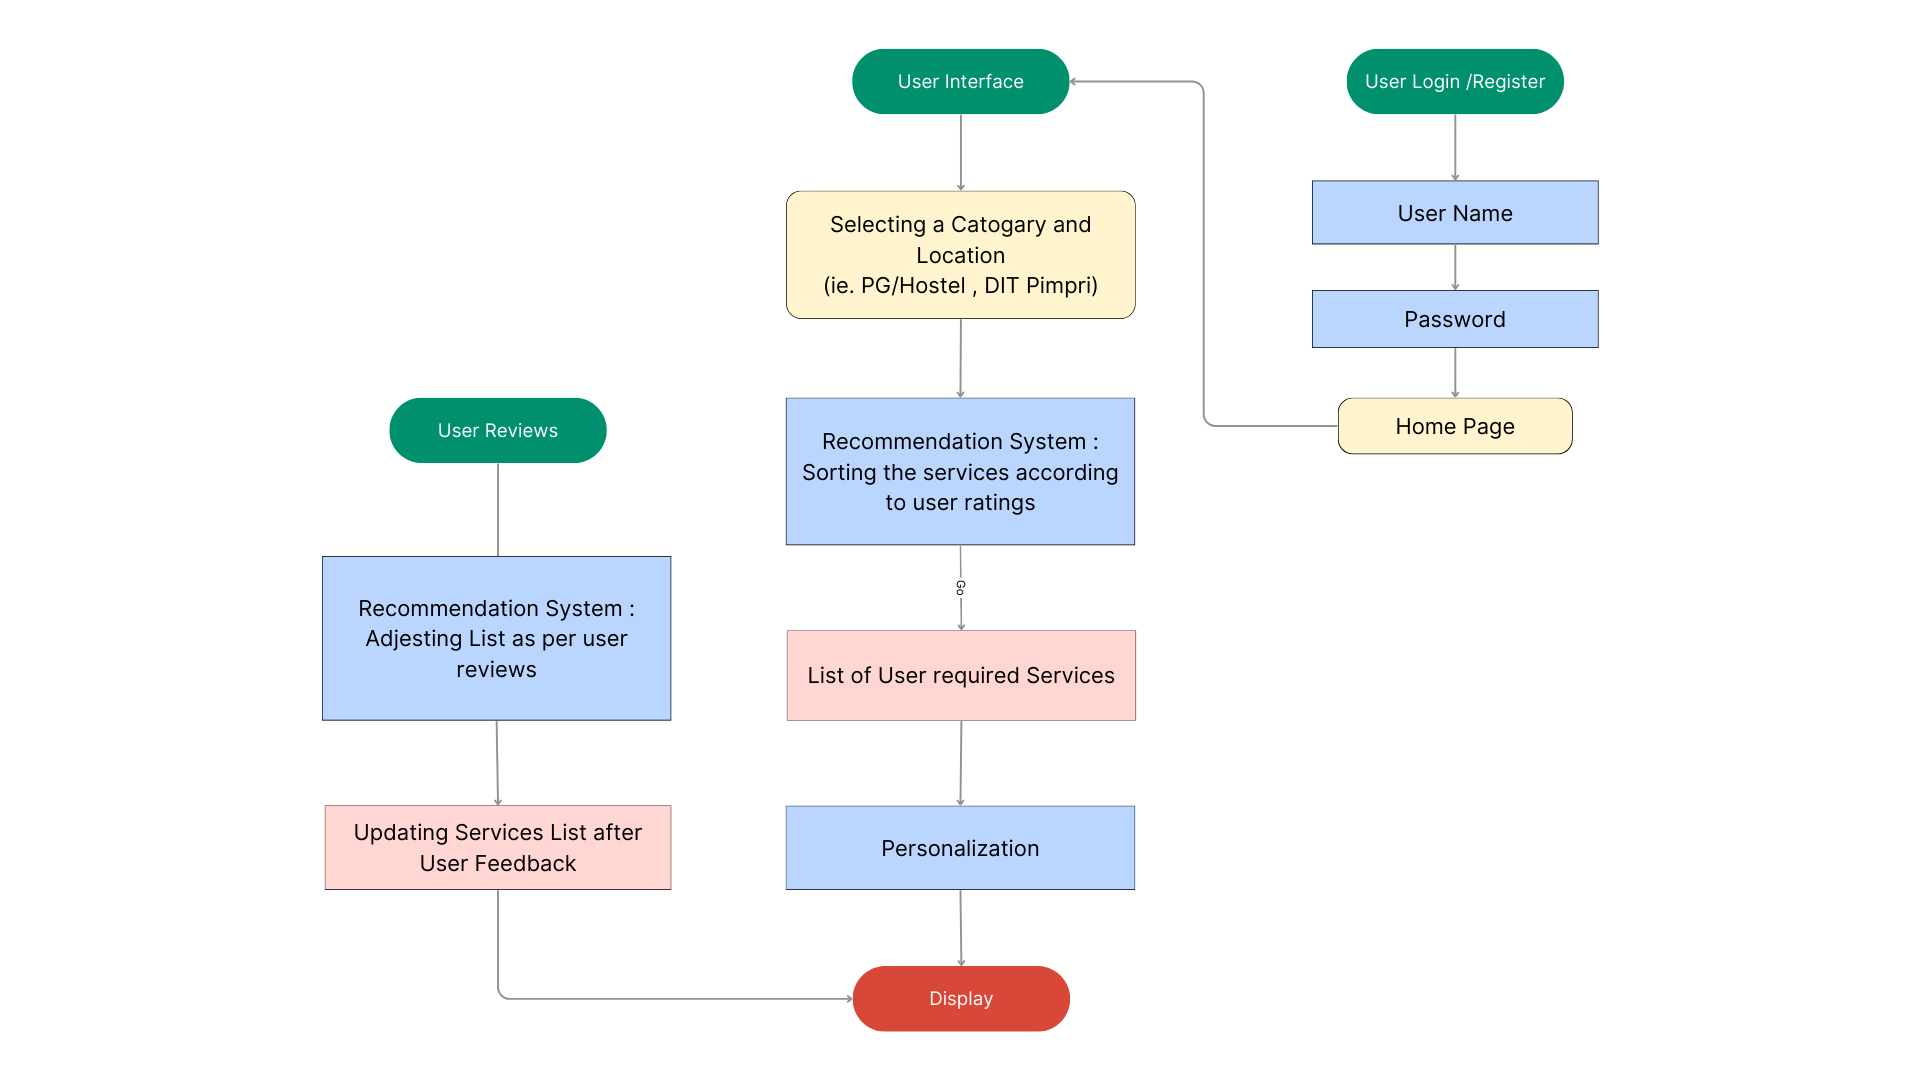 User Interface
User Login /Register
Selecting a Catogary and
Location
(ie. PG/Hostel , DIT Pimpri)
User Name
Password
Home Page
User Reviews
Recommendation System :
Sorting the services according
to user ratings
Go
Recommendation System :
Adjesting List as per user
reviews
List of User required Services
Updating Services List after
User Feedback
Personalization
Display